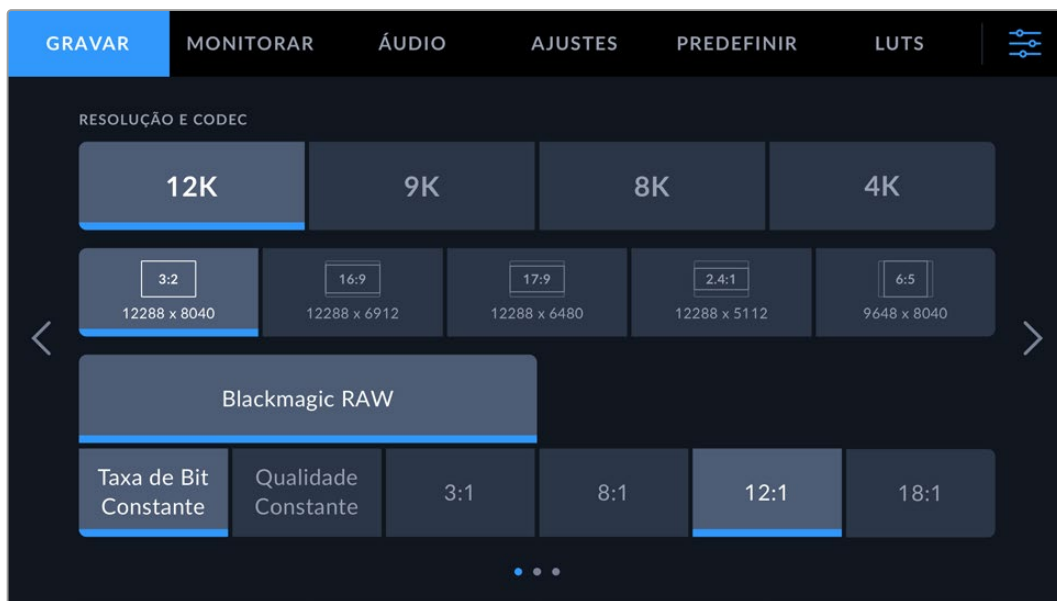 GRAVAR MONITORAR ÁUDIO AJUSTES PREDEFINIR LUTS
RESOLUÇÃO E CODEC
12K 9K 8K 4K
3:2 16:9 17:9 2.4:1 6:5
12288 x 8040 12288 x 6912 12288 x 6480 12288 x 5112 9648 x 8040
Blackmagic RAW
Taxa de Bit Constante Qualidade Constante 3:1 8:1 12:1 18:1